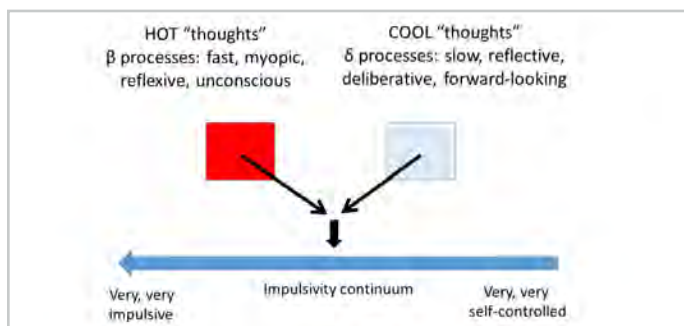 HOT “thoughts”
β processes: fast, myopic,
reflexive, unconscious
COOL “thoughts”
δ processes: slow, reflective,
deliberative, forward-looking
Very, very
impulsive
Impulsivity continuum
Very, very
self-controlled